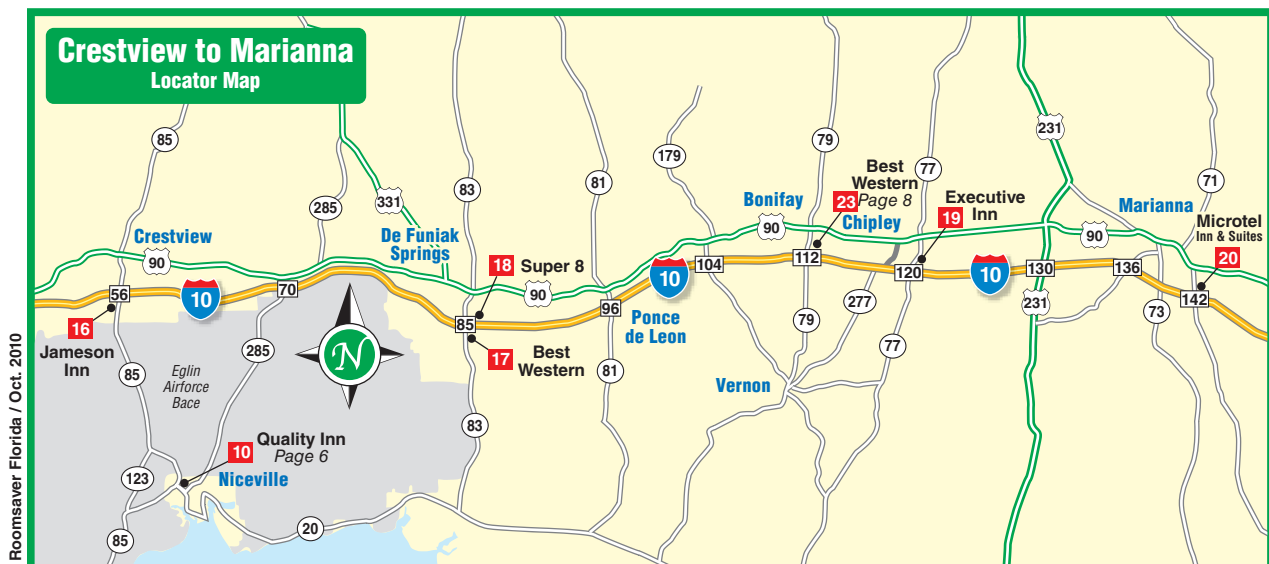 Crestview to Marianna
Locator Map
85
331
285
83
81
179
79
77
231
71
Best
Western
Page 8
23
Executive
Inn
19
Bonifay
Chipley
Marianna
Microtel
Inn & Suites
20
Crestview
De Funiak
Springs
90
90
90
90
18 Super 8
56
10
70
85
96
10
104
112
120
10
130
136
142
16
Jameson
Inn
17
Best
Western
Ponce
de Leon
N
277
79
77
231
73
85
285
Eglin
Airforce
Bace
81
Vernon
83
10
Quality Inn
Page 6
Niceville
123
20
85
Roomsaver Florida / Oct. 2010